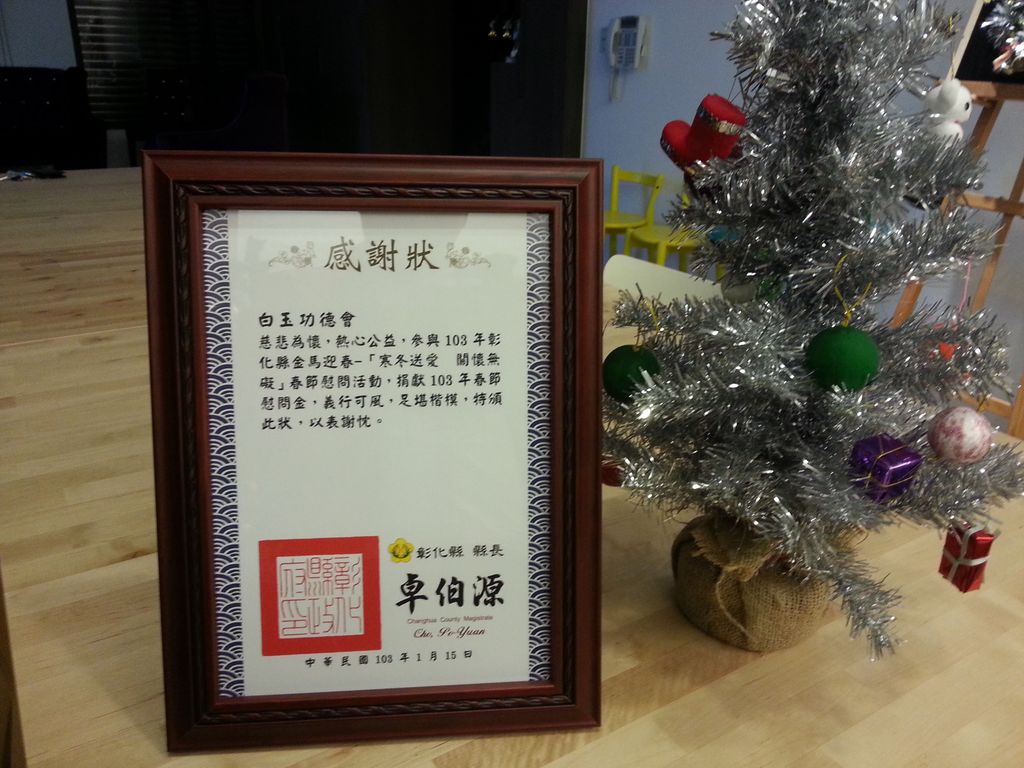 感謝狀
白玉功德會
慈悲為懷，熱心公益，參與103年彰
化縣金馬迎春-「寒冬送愛　關懷無
礙」春節慰問活動，捐獻103年春節
慰問金，義行可風，足堪楷模，特頒
此狀，以表謝忱。
彰化縣 縣長
卓伯源
Changhua County Magistrate
Cho, Po-Yuan
彰化縣政府印
中華民國 103 年 1 月 15 日